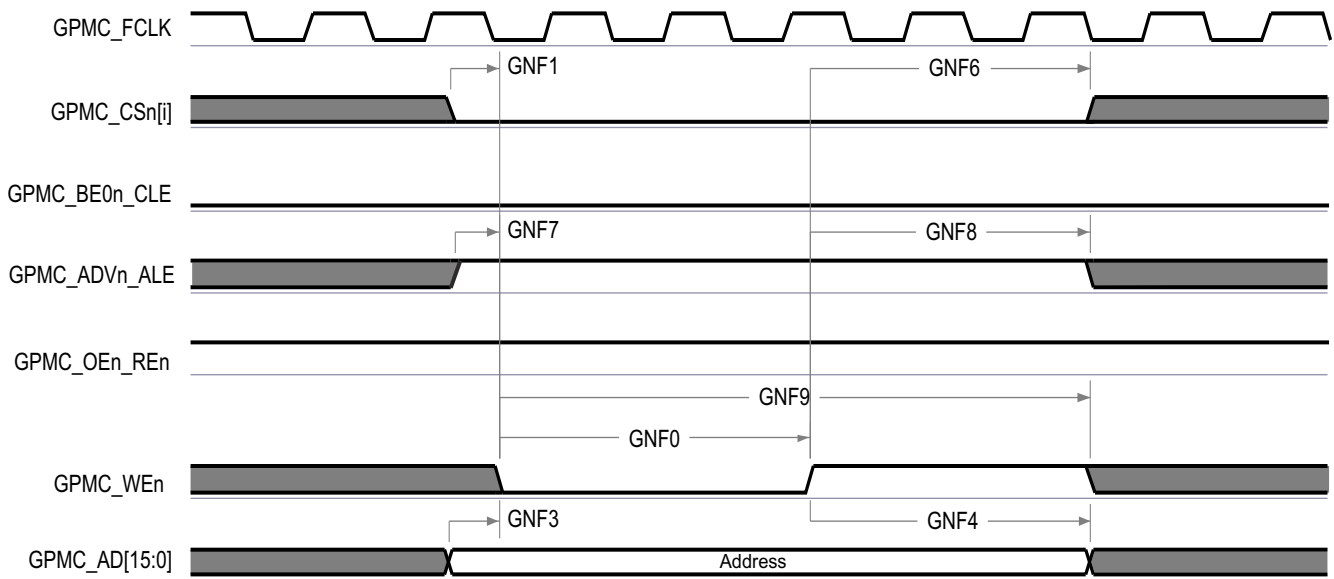 GPMC_FCLK
GNF1
GNF6
GPMC_CSn[i]
GPMC_BE0n_CLE
GNF7
GNF8
GPMC_ADVn_ALE
GPMC_OEn_REn
GNF9
GNF0
GPMC_WEn
GNF3
GNF4
GPMC_AD[15:0]
Address